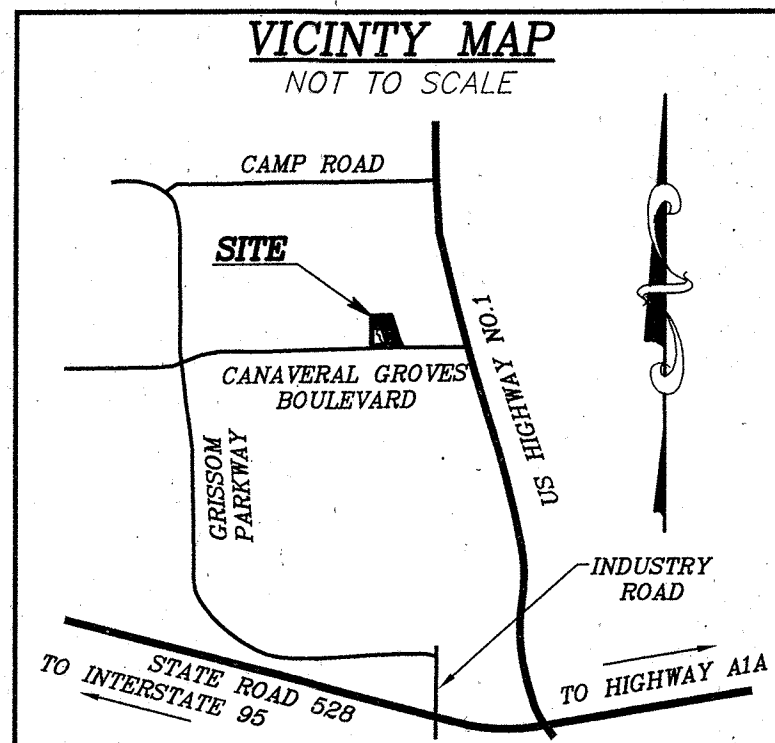 VICINTY MAP
NOT TO SCALE
CAMP ROAD
SITE
CANAVERAL GROVES
BOULEVARD
US HIGHWAY NO.1
GRISSOM
PARKWAY
INDUSTRY
ROAD
STATE ROAD 528
TO INTERSTATE 95
TO HIGHWAY A1A